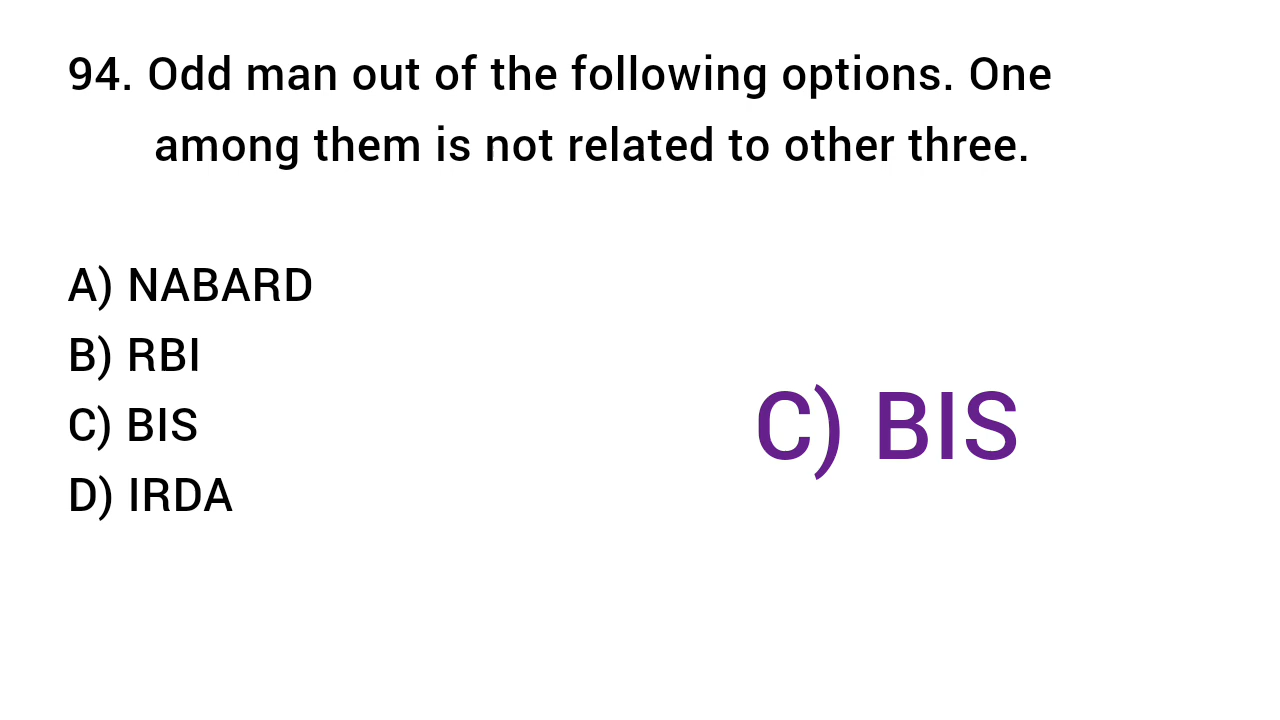 94. Odd man out of the following options. One
among them is not related to other three.
A) NABARD
B) RBI
C) BIS
D) IRDA
C) BIS